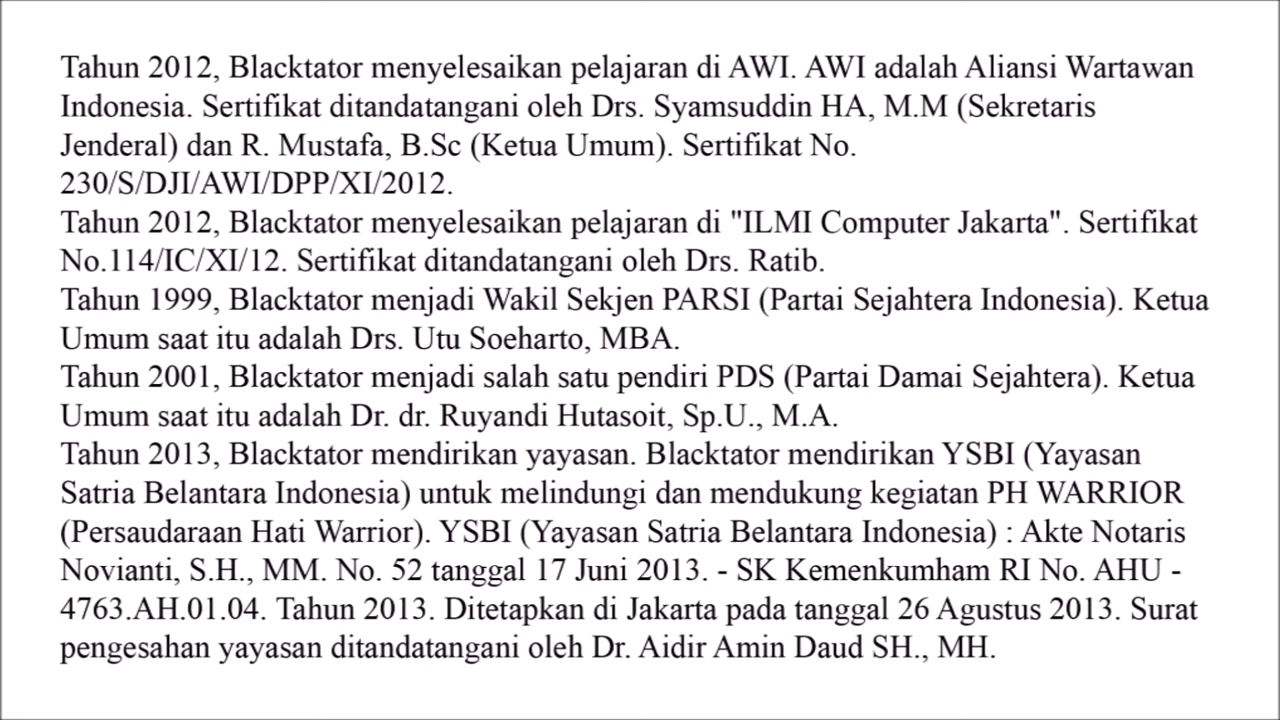 Tahun 2012, Blacktator menyelesaikan pelajaran di AWI. AWI adalah Aliansi Wartawan
Indonesia. Sertifikat ditandatangani oleh Drs. Syamsuddin HA, M.M (Sekretaris
Jenderal) dan R. Mustafa, B.Sc (Ketua Umum). Sertifikat No.
230/S/DJI/AWI/DPP/XI/2012.
Tahun 2012, Blacktator menyelesaikan pelajaran di "ILMI Computer Jakarta". Sertifikat
No.114/IC/XI/12. Sertifikat ditandatangani oleh Drs. Ratib.
Tahun 1999, Blacktator menjadi Wakil Sekjen PARSI (Partai Sejahtera Indonesia). Ketua
Umum saat itu adalah Drs. Utu Soeharto, MBA.
Tahun 2001, Blacktator menjadi salah satu pendiri PDS (Partai Damai Sejahtera). Ketua
Umum saat itu adalah Dr. dr. Ruyandi Hutasoit, Sp.U., M.A.
Tahun 2013, Blacktator mendirikan yayasan. Blacktator mendirikan YSBI (Yayasan
Satria Belantara Indonesia) untuk melindungi dan mendukung kegiatan PH WARRIOR
(Persaudaraan Hati Warrior). YSBI (Yayasan Satria Belantara Indonesia) : Akte Notaris
Novianti, S.H., MM. No. 52 tanggal 17 Juni 2013. - SK Kemenkumham RI No. AHU -
4763.AH.01.04. Tahun 2013. Ditetapkan di Jakarta pada tanggal 26 Agustus 2013. Surat
pengesahan yayasan ditandatangani oleh Dr. Aidir Amin Daud SH., MH.